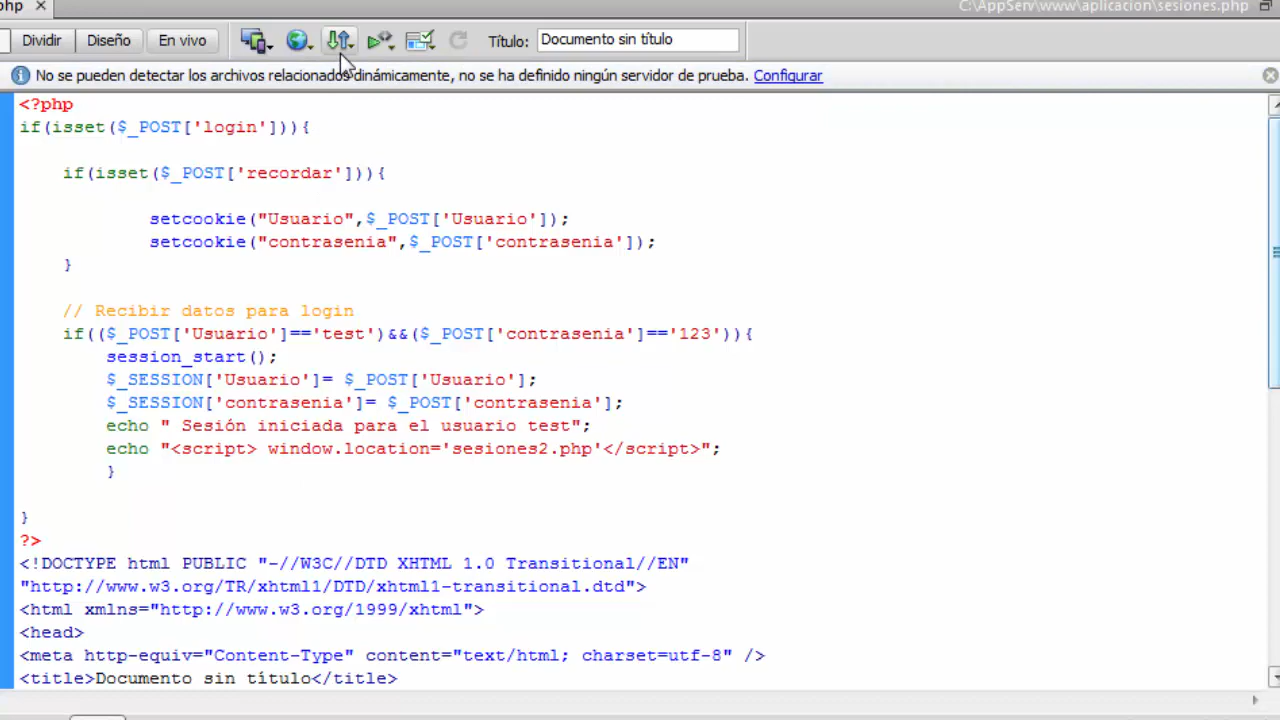 php
C:\AppServ\www\aplicacion\sesiones.php
Dividir Diseño En vivo Título: Documento sin título
No se pueden detectar los archivos relacionados dinámicamente, no se ha definido ningún servidor de prueba. Configurar
<?php
if(isset($_POST['login'])){
if(isset($_POST['recordar'])){
setcookie("Usuario",$_POST['Usuario']);
setcookie("contrasenia",$_POST['contrasenia']);
}
// Recibir datos para login
if(($_POST['Usuario']=='test')&&($_POST['contrasenia']=='123')){
session_start();
$_SESSION['Usuario']= $_POST['Usuario'];
$_SESSION['contrasenia']= $_POST['contrasenia'];
echo " Sesión iniciada para el usuario test";
echo "<script> window.location='sesiones2.php'</script>";
}
}
?>
<!DOCTYPE html PUBLIC "-//W3C//DTD XHTML 1.0 Transitional//EN"
"http://www.w3.org/TR/xhtml1/DTD/xhtml1-transitional.dtd">
<html xmlns="http://www.w3.org/1999/xhtml">
<head>
<meta http-equiv="Content-Type" content="text/html; charset=utf-8" />
<title>Documento sin título</title>